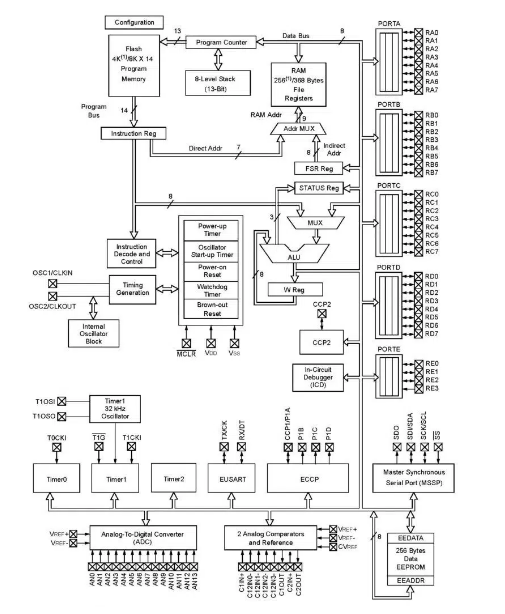 Configuration
13
Program Counter
Data Bus
8
PORTA
RA0
RA1
RA2
RA3
RA4
RA5
RA6
RA7
Flash
4K(1)/8K X 14
Program
Memory
8-Level Stack
(13-Bit)
RAM
256(1)/368 Bytes
File
Registers
Program
Bus
14
RAM Addr
9
PORTB
RB0
RB1
RB2
RB3
RB4
RB5
RB6
RB7
Instruction Reg
Addr MUX
Direct Addr
7
8
Indirect
Addr
FSR Reg
8
STATUS Reg
PORTC
RC0
RC1
RC2
RC3
RC4
RC5
RC6
RC7
3
MUX
Power-up
Timer
Oscillator
Start-up Timer
Power-on
Reset
Watchdog
Timer
Brown-out
Reset
Instruction
Decode and
Control
ALU
8
W Reg
OSC1/CLKIN
Timing
Generation
OSC2/CLKOUT
PORTD
RD0
RD1
RD2
RD3
RD4
RD5
RD6
RD7
CCP2
CCP2
Internal
Oscillator
Block
MCLR
VDD
VSS
PORTE
RE0
RE1
RE2
RE3
In-Circuit
Debugger
(ICD)
T1OSI
T1OSO
Timer1
32 kHz
Oscillator
T0CKI
T1G
T1CKI
TX/CK
RX/DT
CCP1/P1A
P1B
P1C
P1D
SDO
SDI/SDA
SCK/SCL
SS
Timer0
Timer1
Timer2
EUSART
ECCP
Master Synchronous
Serial Port (MSSP)
VREF+
VREF-
Analog-To-Digital Converter
(ADC)
2 Analog Comparators
and Reference
VREF+
VREF-
CVREF
8
EEDATA
256 Bytes
Data
EEPROM
EEADDR
AN0
AN1
AN2
AN3
AN4
AN5
AN6
AN7
AN8
AN9
AN10
AN11
AN12
AN13
C1IN+
C12IN0-
C12IN1-
C12IN2-
C12IN3-
C1OUT
C2IN+
C2OUT